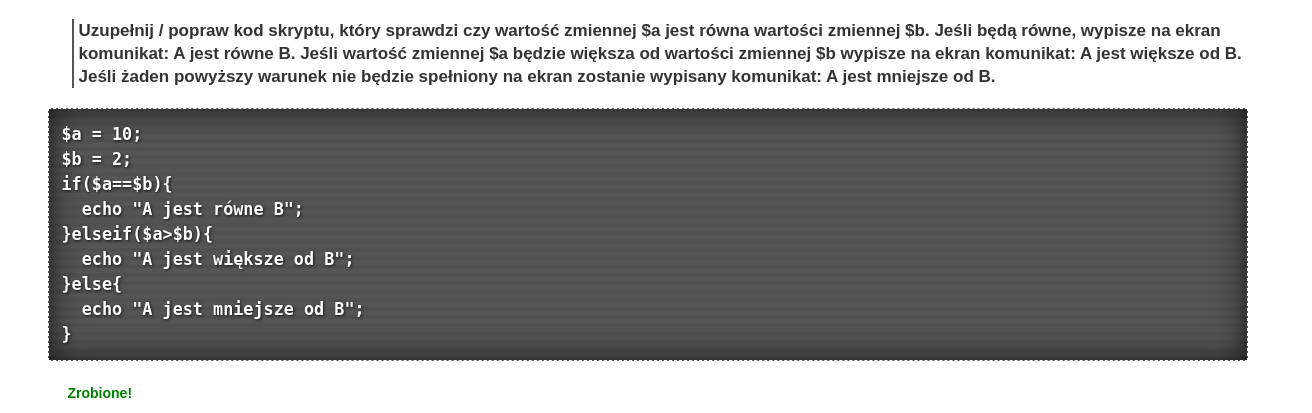 Uzupełnij / popraw kod skryptu, który sprawdzi czy wartość zmiennej $a jest równa wartości zmiennej $b. Jeśli będą równe, wypisze na ekran
komunikat: A jest równe B. Jeśli wartość zmiennej $a będzie większa od wartości zmiennej $b wypisze na ekran komunikat: A jest większe od B.
Jeśli żaden powyższy warunek nie będzie spełniony na ekran zostanie wypisany komunikat: A jest mniejsze od B.
$a = 10;
$b = 2;
if($a==$b){
  echo "A jest równe B";
}elseif($a>$b){
  echo "A jest większe od B";
}else{
  echo "A jest mniejsze od B";
}
Zrobione!